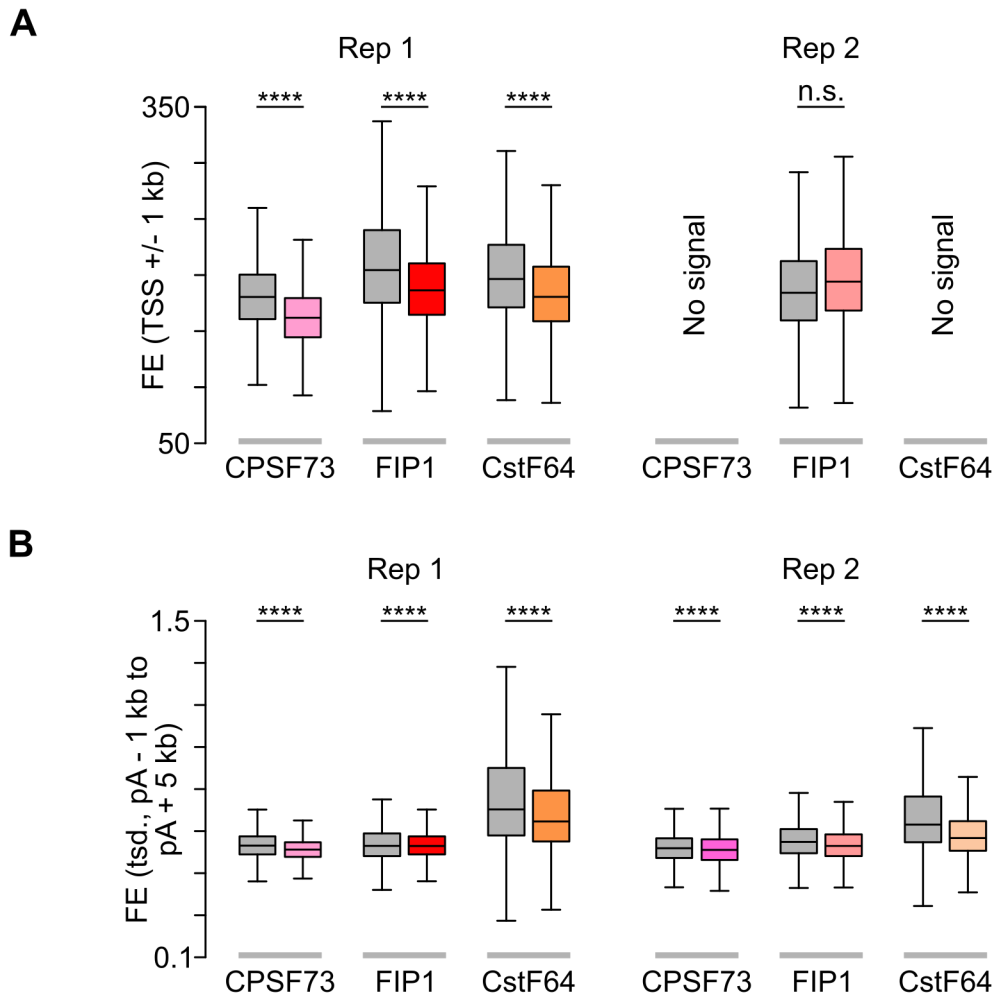 A
Rep 1
Rep 2
**** **** **** n.s.
350
FE (TSS +/- 1 kb)
No signal
No signal
50
CPSF73 FIP1 CstF64 CPSF73 FIP1 CstF64
B
Rep 1
Rep 2
**** **** **** **** **** ****
1.5
FE (tsd., pA - 1 kb to
pA + 5 kb)
0.1
CPSF73 FIP1 CstF64 CPSF73 FIP1 CstF64